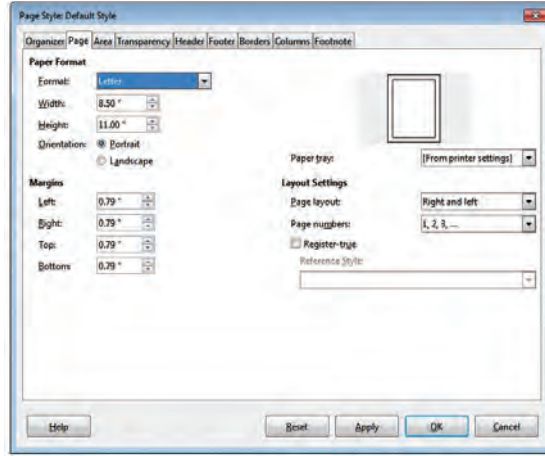 Page Style: Default Style
Organizer Page Area Transparency Header Footer Borders Columns Footnote
Paper Format
Format: Letter
Width: 8.50 "
Height: 11.00 "
Orientation: Portrait
Landscape
Paper tray: [From printer settings]
Margins
Layout Settings
Left: 0.79 "
Page layout: Right and left
Right: 0.79 "
Page numbers: 1, 2, 3, ...
Top: 0.79 "
Register-true
Reference Style:
Bottom: 0.79 "
Help Reset Apply OK Cancel